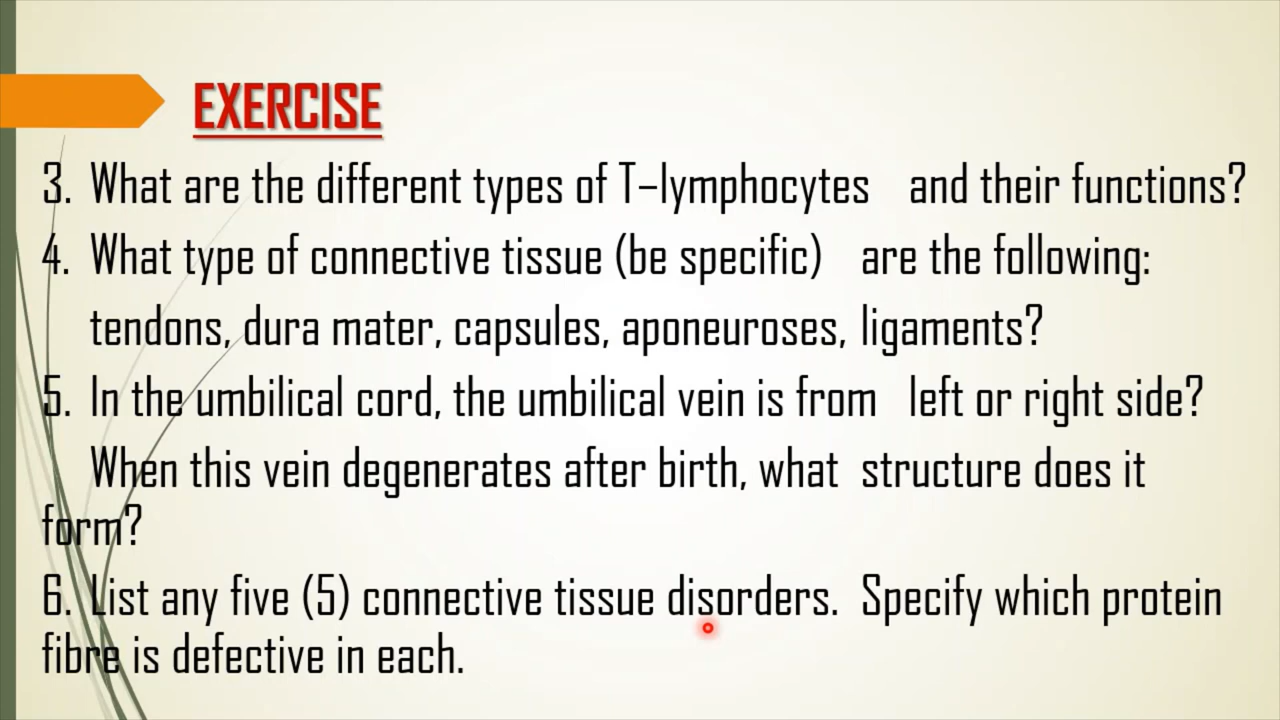 EXERCISE
3. What are the different types of T–lymphocytes and their functions?
4. What type of connective tissue (be specific) are the following:
tendons, dura mater, capsules, aponeuroses, ligaments?
5. In the umbilical cord, the umbilical vein is from left or right side?
When this vein degenerates after birth, what structure does it
form?
6. List any five (5) connective tissue disorders. Specify which protein
fibre is defective in each.